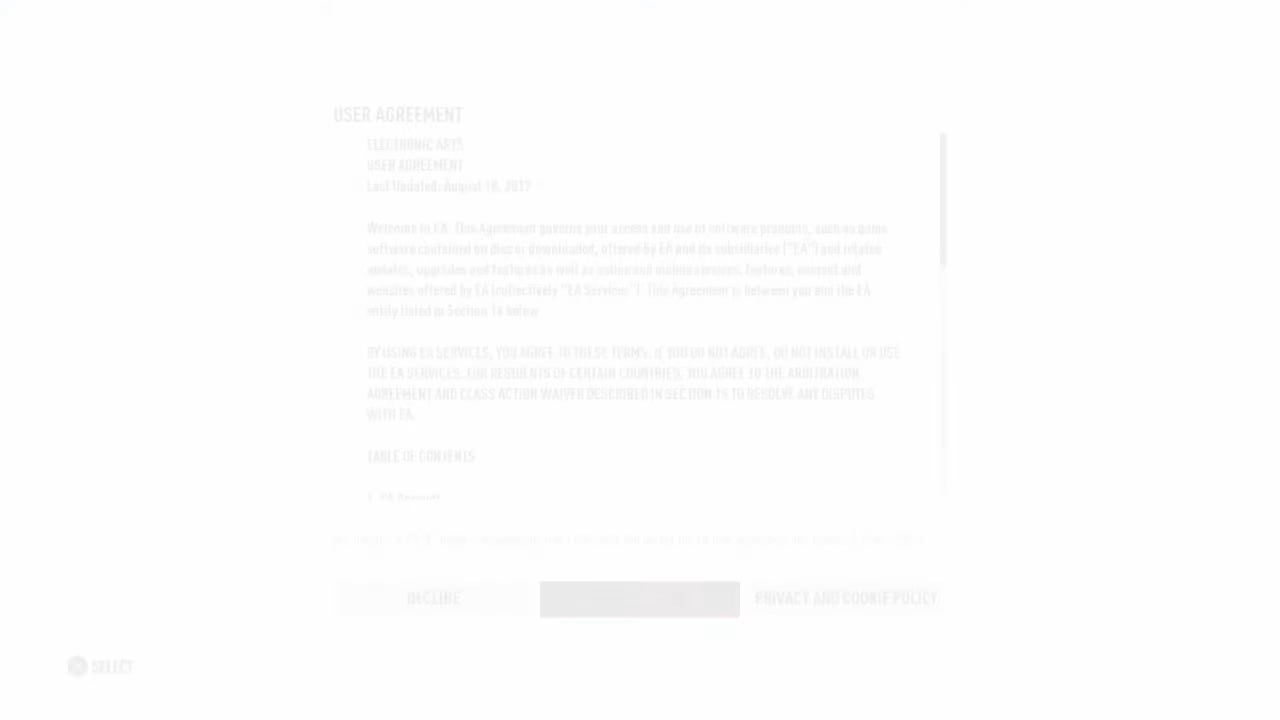 USER AGREEMENT
ELECTRONIC ARTS
USER AGREEMENT
Last Updated: August 18, 2017
Welcome to EA. This Agreement governs your access and use of software products, such as game
software contained on disc or downloaded, offered by EA and its subsidiaries ("EA") and related
updates, upgrades and features as well as online and mobile services, features, content and
websites offered by EA (collectively "EA Services"). This Agreement is between you and the EA
entity listed in Section 14 below.
BY USING EA SERVICES, YOU AGREE TO THESE TERMS. IF YOU DO NOT AGREE, DO NOT INSTALL OR USE
THE EA SERVICES. FOR RESIDENTS OF CERTAIN COUNTRIES, YOU AGREE TO THE ARBITRATION
AGREEMENT AND CLASS ACTION WAIVER DESCRIBED IN SECTION 15 TO RESOLVE ANY DISPUTES
WITH EA.
TABLE OF CONTENTS
1. EA Account
DECLINE
PRIVACY AND COOKIE POLICY
SELECT